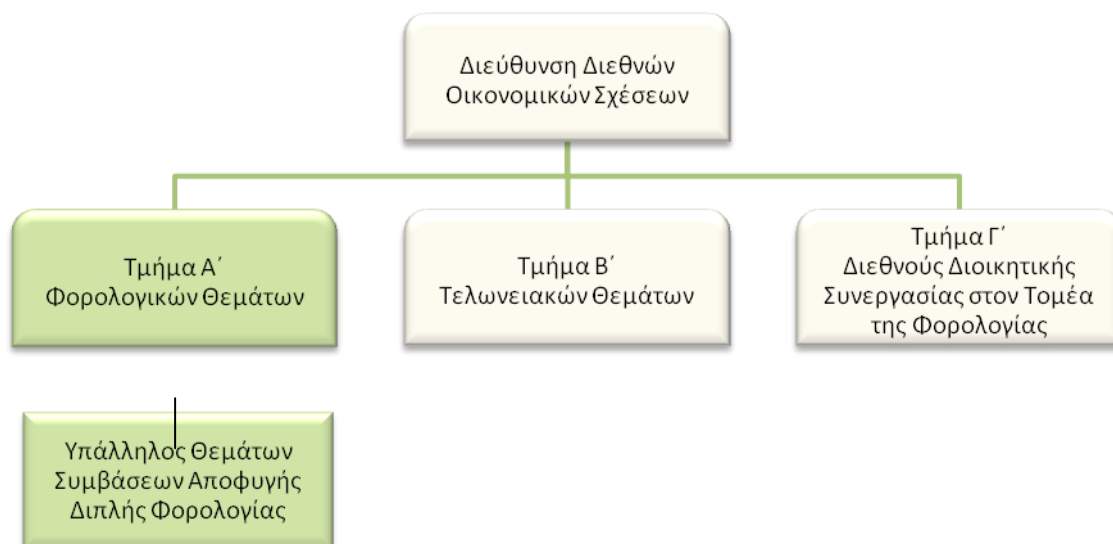 Διεύθυνση Διεθνών
Οικονομικών Σχέσεων
Τμήμα Α΄
Φορολογικών Θεμάτων
Τμήμα Β΄
Τελωνειακών Θεμάτων
Τμήμα Γ΄
Διεθνούς Διοικητικής
Συνεργασίας στον Τομέα
της Φορολογίας
Υπάλληλος Θεμάτων
Συμβάσεων Αποφυγής
Διπλής Φορολογίας